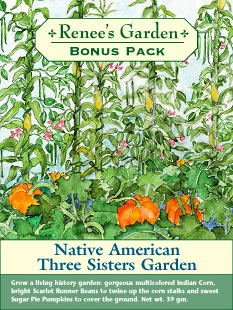 Renee's Garden
BONUS PACK
Native American
Three Sisters Garden
Grow a living history garden: gorgeous multicolored Indian Corn,
bright Scarlet Runner Beans to twine up the corn stalks and sweet
Sugar Pie Pumpkins to cover the ground. Net wt. 39 gm.